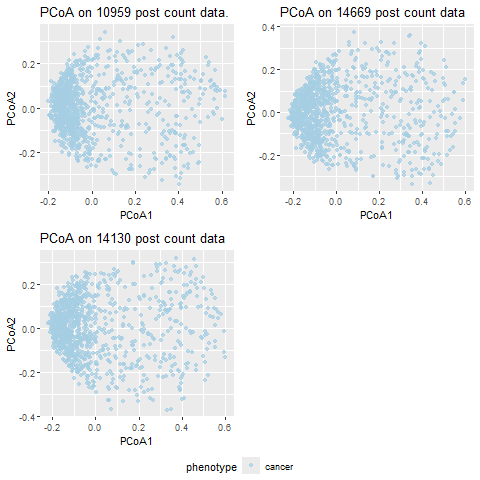 PCoA on 10959 post count data.
PCoA2
0.2
0.0
-0.2
-0.2 0.0 0.2 0.4 0.6
PCoA1
PCoA on 14669 post count data
PCoA2
0.4
0.2
0.0
-0.2
-0.2 0.0 0.2 0.4 0.6
PCoA1
PCoA on 14130 post count data
PCoA2
0.2
0.0
-0.2
-0.4
-0.2 0.0 0.2 0.4 0.6
PCoA1
phenotype cancer